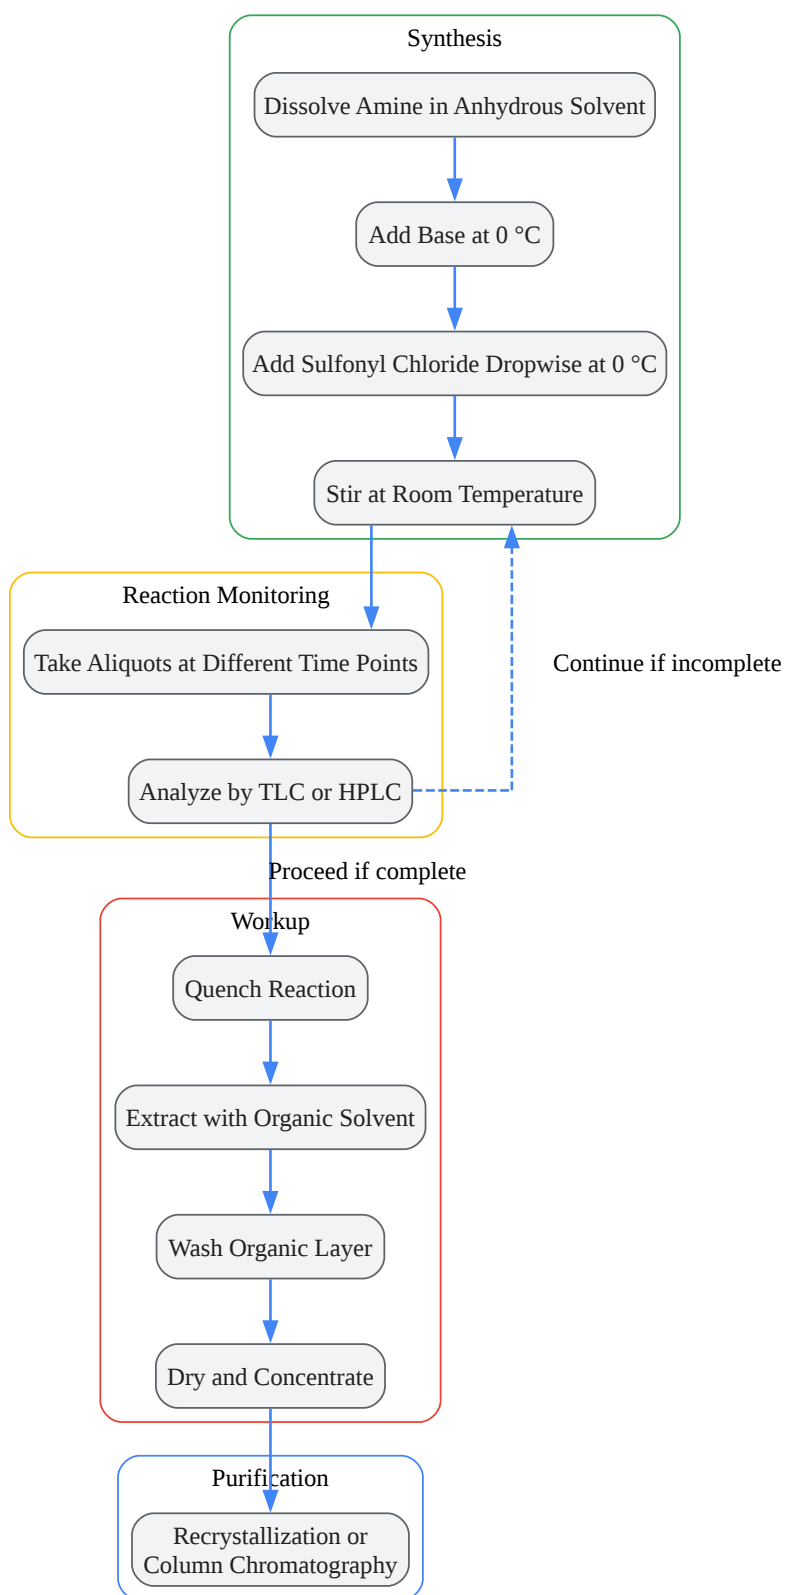 Synthesis
Dissolve Amine in Anhydrous Solvent
Add Base at 0 °C
Add Sulfonyl Chloride Dropwise at 0 °C
Stir at Room Temperature
Reaction Monitoring
Take Aliquots at Different Time Points
Continue if incomplete
Analyze by TLC or HPLC
Proceed if complete
Workup
Quench Reaction
Extract with Organic Solvent
Wash Organic Layer
Dry and Concentrate
Purification
Recrystallization or
Column Chromatography